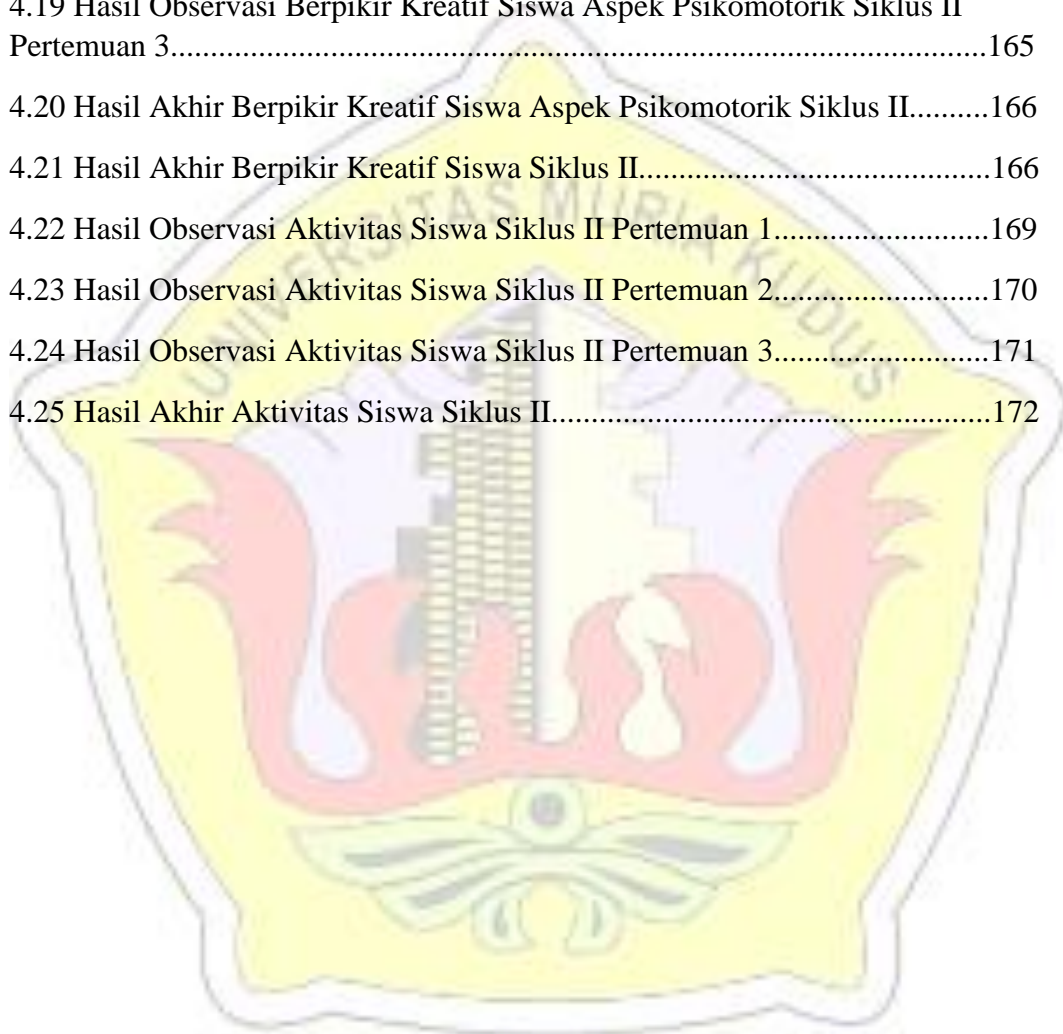 4.19 Hasil Observasi Berpikir Kreatif Siswa Aspek Psikomotorik Siklus II
Pertemuan 3.........................................................................................165
4.20 Hasil Akhir Berpikir Kreatif Siswa Aspek Psikomotorik Siklus II..........166
4.21 Hasil Akhir Berpikir Kreatif Siswa Siklus II.......................................166
4.22 Hasil Observasi Aktivitas Siswa Siklus II Pertemuan 1........................169
4.23 Hasil Observasi Aktivitas Siswa Siklus II Pertemuan 2........................170
4.24 Hasil Observasi Aktivitas Siswa Siklus II Pertemuan 3........................171
4.25 Hasil Akhir Aktivitas Siswa Siklus II.................................................172
UNIVERSITAS MURIA KUDUS